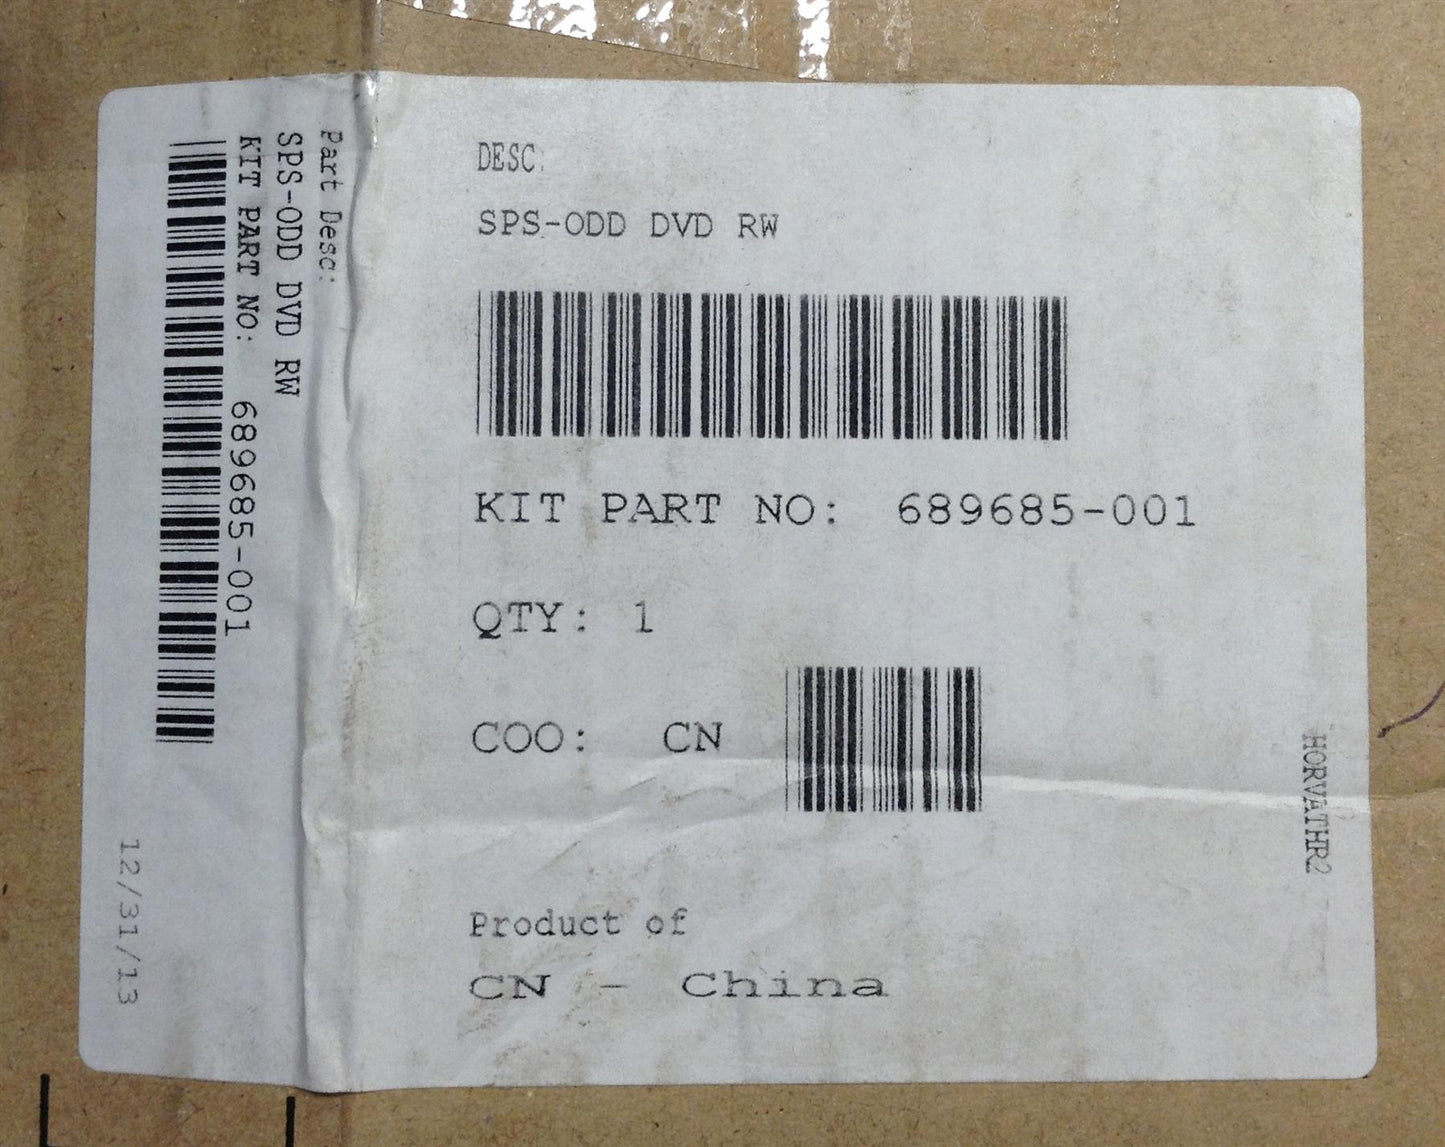 Part Desc:
SPS-ODD DVD RW
KIT PART NO: 689685-001
12/31/13
DESC:
SPS-ODD DVD RW
KIT PART NO: 689685-001
QTY: 1
COO: CN
Product of
CN - China
HORVATHR2